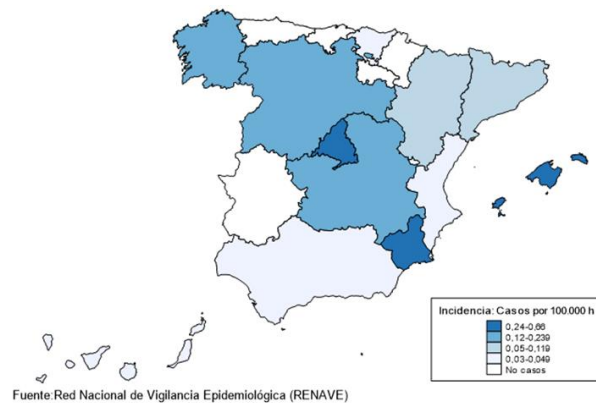 Incidencia: Casos por 100.000 h
0,24-0,66
0,12-0,239
0,05-0,119
0,03-0,049
No casos
Fuente:Red Nacional de Vigilancia Epidemiológica (RENAVE)